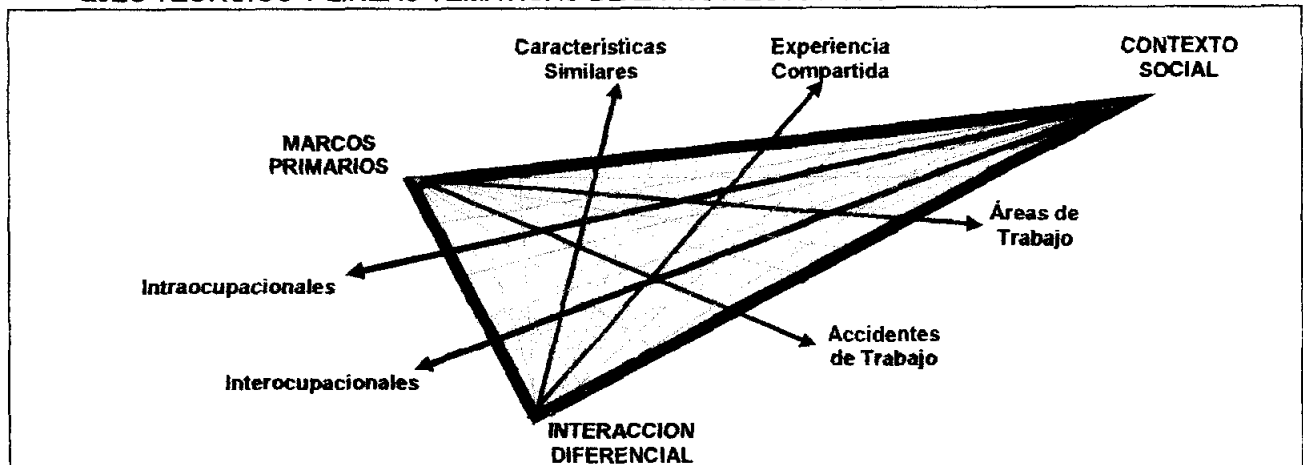 Características
Similares
Experiencia
Compartida
CONTEXTO
SOCIAL
MARCOS
PRIMARIOS
Áreas de
Trabajo
Intraocupacionales
Accidentes
de Trabajo
Interocupacionales
INTERACCION
DIFERENCIAL